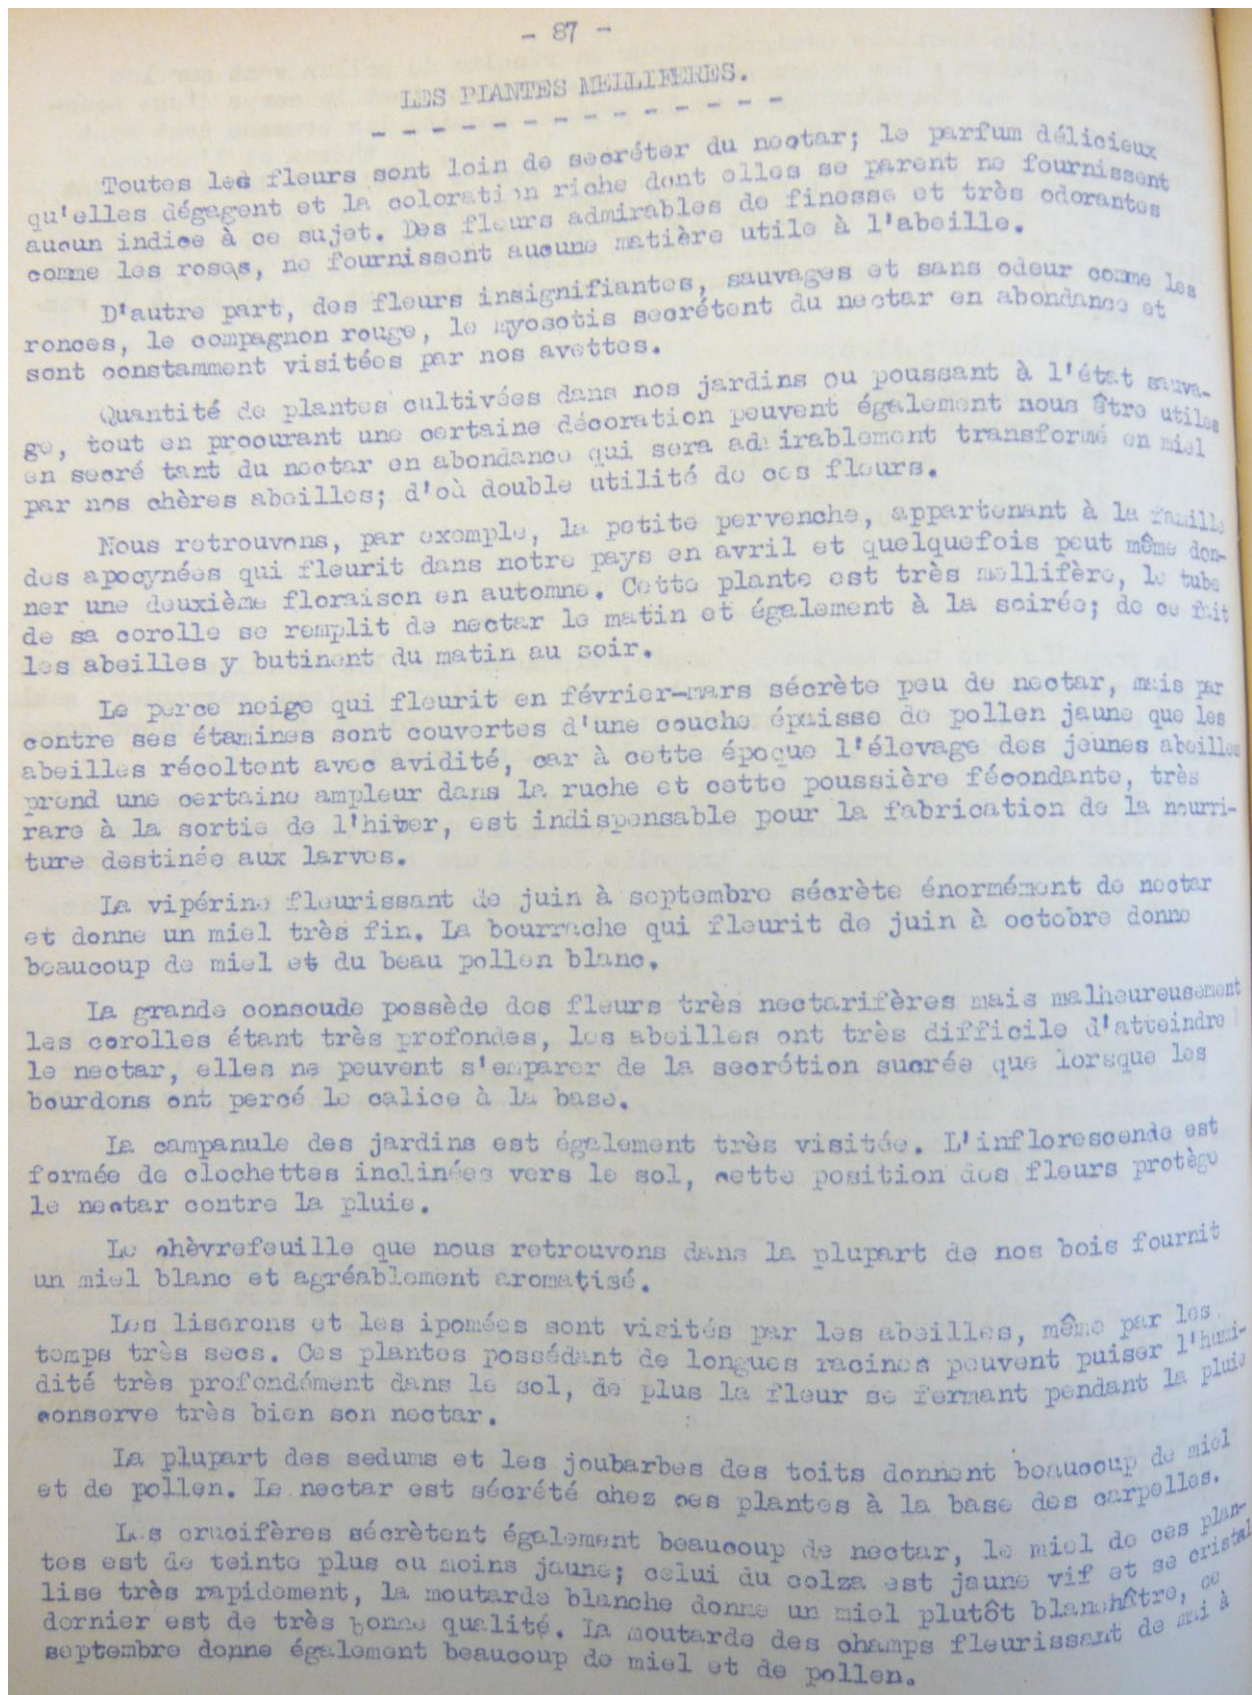 - 87 -
LES PLANTES MELLIFERES.
- - - - - - - - - - - - - -
Toutes les fleurs sont loin de secréter du nectar; le parfum délicieux
qu'elles dégagent et la coloration riche dont elles se parent ne fournissent
aucun indice à ce sujet. Des fleurs admirables de finesse et très odorantes
comme les roses, ne fournissent aucune matière utile à l'abeille.
D'autre part, des fleurs insignifiantes, sauvages et sans odeur comme les
ronces, le compagnon rouge, le myosotis secrétent du nectar en abondance et
sont constamment visitées par nos avettes.
Quantité de plantes cultivées dans nos jardins ou poussant à l'état sauva-
ge, tout en procurant une certaine décoration peuvent également nous être utiles
en secré tant du nectar en abondance qui sera admirablement transformé en miel
par nos chères abeilles; d'où double utilité de ces fleurs.
Nous retrouvons, par exemple, la petite pervenche, appartenant à la famille
des apocynées qui fleurit dans notre pays en avril et quelquefois peut même don-
ner une deuxième floraison en automne. Cette plante est très mellifère, le tube
de sa corolle se remplit de nectar le matin et également à la soirée; de ce fait
les abeilles y butinent du matin au soir.
Le perce neige qui fleurit en février-mars sécrète peu de nectar, mais par
contre ses étamines sont couvertes d'une couche épaisse de pollen jaune que les
abeilles récoltent avec avidité, car à cette époque l'élevage des jeunes abeilles
prend une certaine ampleur dans la ruche et cette poussière fécondante, très
rare à la sortie de l'hiver, est indispensable pour la fabrication de la nourri-
ture destinée aux larves.
La vipérine fleurissant de juin à septembre sécrète énormément de nectar
et donne un miel très fin. La bourrache qui fleurit de juin à octobre donne
beaucoup de miel et du beau pollen blanc.
La grande consoude possède des fleurs très nectarifères mais malheureusement
les corolles étant très profondes, les abeilles ont très difficile d'atteindre
le nectar, elles ne peuvent s'emparer de la secrétion sucrée que lorsque les
bourdons ont percé le calice à la base.
La campanule des jardins est également très visitée. L'inflorescende est
formée de clochettes inclinées vers le sol, cette position des fleurs protège
le nectar contre la pluie.
Le chèvrefeuille que nous retrouvons dans la plupart de nos bois fournit
un miel blanc et agréablement aromatisé.
Les liserons et les ipomées sont visités par les abeilles, même par les
temps très secs. Ces plantes possédant de longues racines peuvent puiser l'humi-
dité très profondément dans le sol, de plus la fleur se fermant pendant la pluie
conserve très bien son nectar.
La plupart des sedums et les joubarbes des toits donnent beaucoup de miel
et de pollen. Le nectar est sécrété chez ces plantes à la base des carpelles.
Les crucifères sécrètent également beaucoup de nectar, le miel de ces plan-
tes est de teinte plus ou moins jaune; celui du colza est jaune vif et se cristal
lise très rapidement, la moutarde blanche donne un miel plutôt blanchâtre, ce
dernier est de très bonne qualité. La moutarde des champs fleurissant de mai à
septembre donne également beaucoup de miel et de pollen.